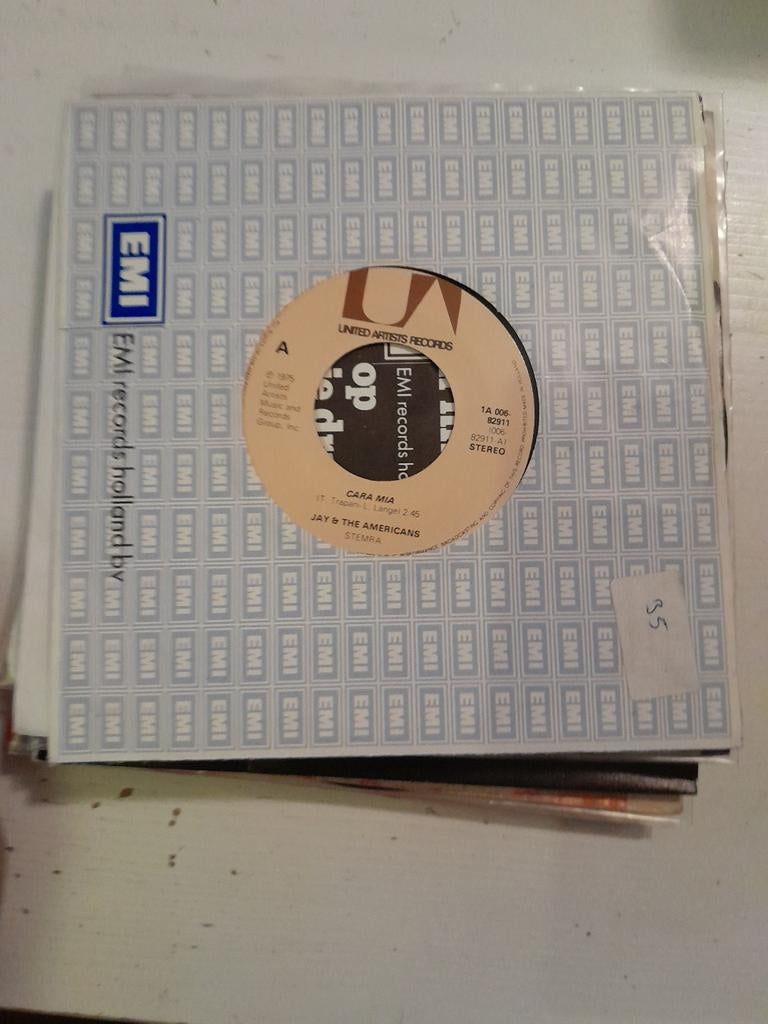 EMI
EMI records holland bv
UNITED ARTISTS RECORDS
A
℗ 1975
United
Artists
Music and
Records
Group, Inc.
op
EMI records ho
1A 006-
82911
(006-
82911-A)
STEREO
CARA MIA
(T. Trapani-L. Lange) 2:45
JAY & THE AMERICANS
STEMRA
35